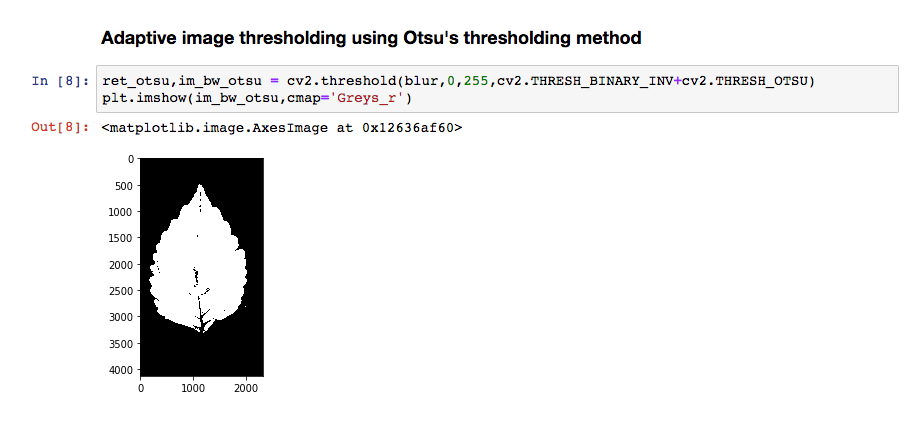 Adaptive image thresholding using Otsu's thresholding method
In [8]: ret_otsu,im_bw_otsu = cv2.threshold(blur,0,255,cv2.THRESH_BINARY_INV+cv2.THRESH_OTSU)
plt.imshow(im_bw_otsu,cmap='Greys_r')
Out[8]: <matplotlib.image.AxesImage at 0x12636af60>
0
500
1000
1500
2000
2500
3000
3500
4000
0 1000 2000